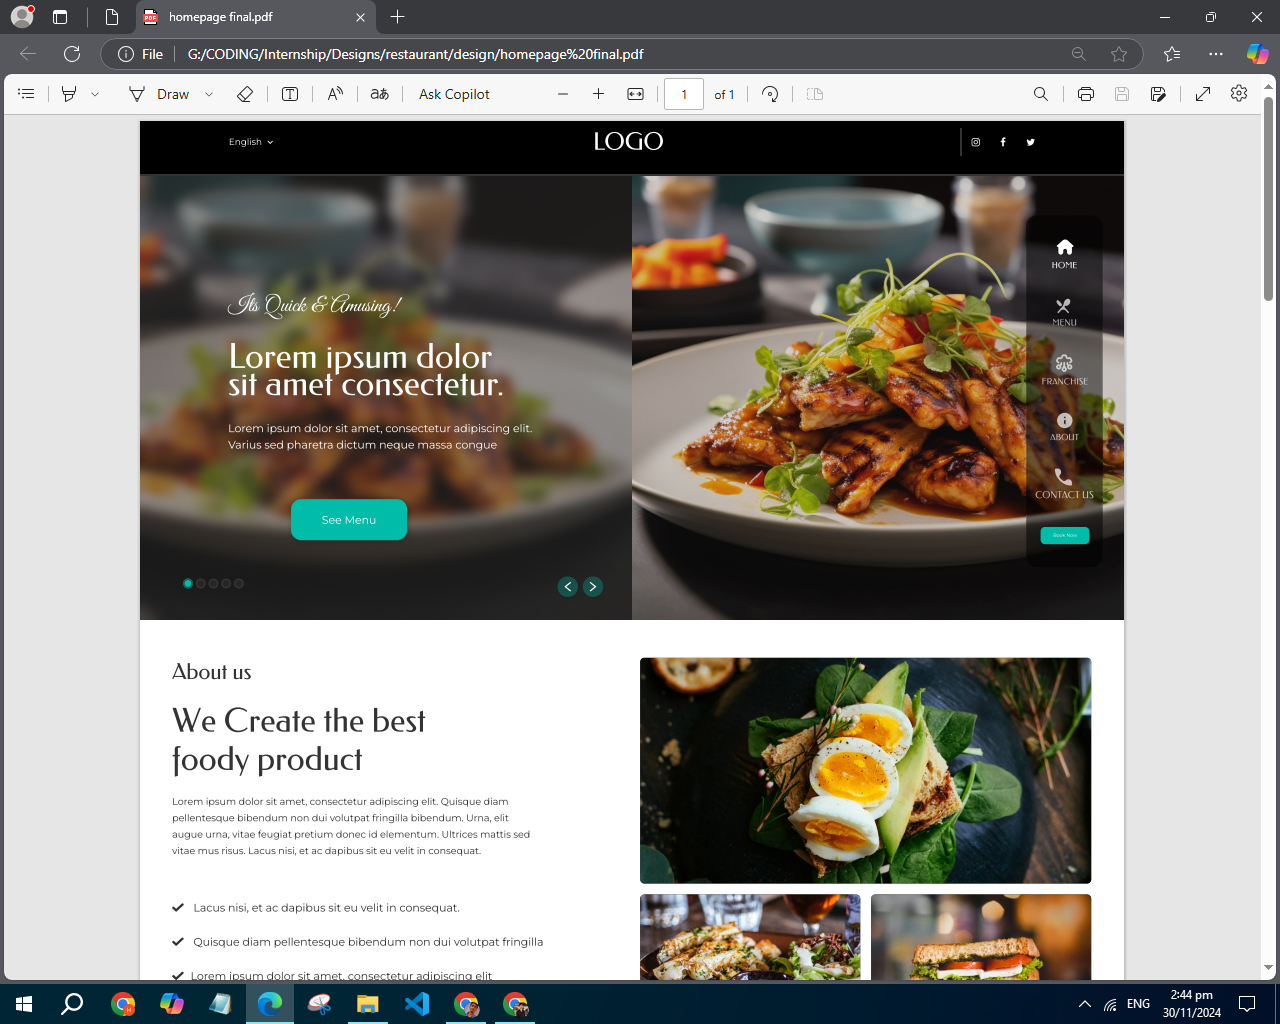 homepage final.pdf
File
G:/CODING/Internship/Designs/restaurant/design/homepage%20final.pdf
Draw
Ask Copilot
1
of 1
English
LOGO
HOME
MENU
FRANCHISE
ABOUT
CONTACT US
Book Now
Its Quick & Amusing!
Lorem ipsum dolor
sit amet consectetur.
Lorem ipsum dolor sit amet, consectetur adipiscing elit.
Varius sed pharetra dictum neque massa congue
See Menu
About us
We Create the best
foody product
Lorem ipsum dolor sit amet, consectetur adipiscing elit. Quisque diam
pellentesque bibendum non dui volutpat fringilla bibendum. Urna, elit
augue urna, vitae feugiat pretium donec id elementum. Ultrices mattis sed
vitae mus risus. Lacus nisi, et ac dapibus sit eu velit in consequat.
Lacus nisi, et ac dapibus sit eu velit in consequat.
Quisque diam pellentesque bibendum non dui volutpat fringilla
Lorem ipsum dolor sit amet, consectetur adipiscing elit
ENG
2:44 pm
30/11/2024